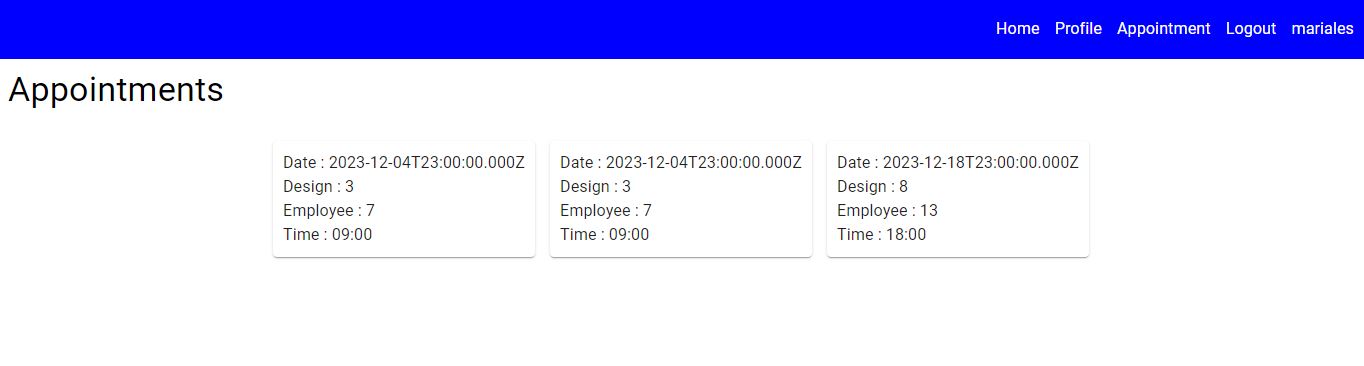 Home Profile Appointment Logout mariales
Appointments
Date : 2023-12-04T23:00:00.000Z
Design : 3
Employee : 7
Time : 09:00
Date : 2023-12-04T23:00:00.000Z
Design : 3
Employee : 7
Time : 09:00
Date : 2023-12-18T23:00:00.000Z
Design : 8
Employee : 13
Time : 18:00